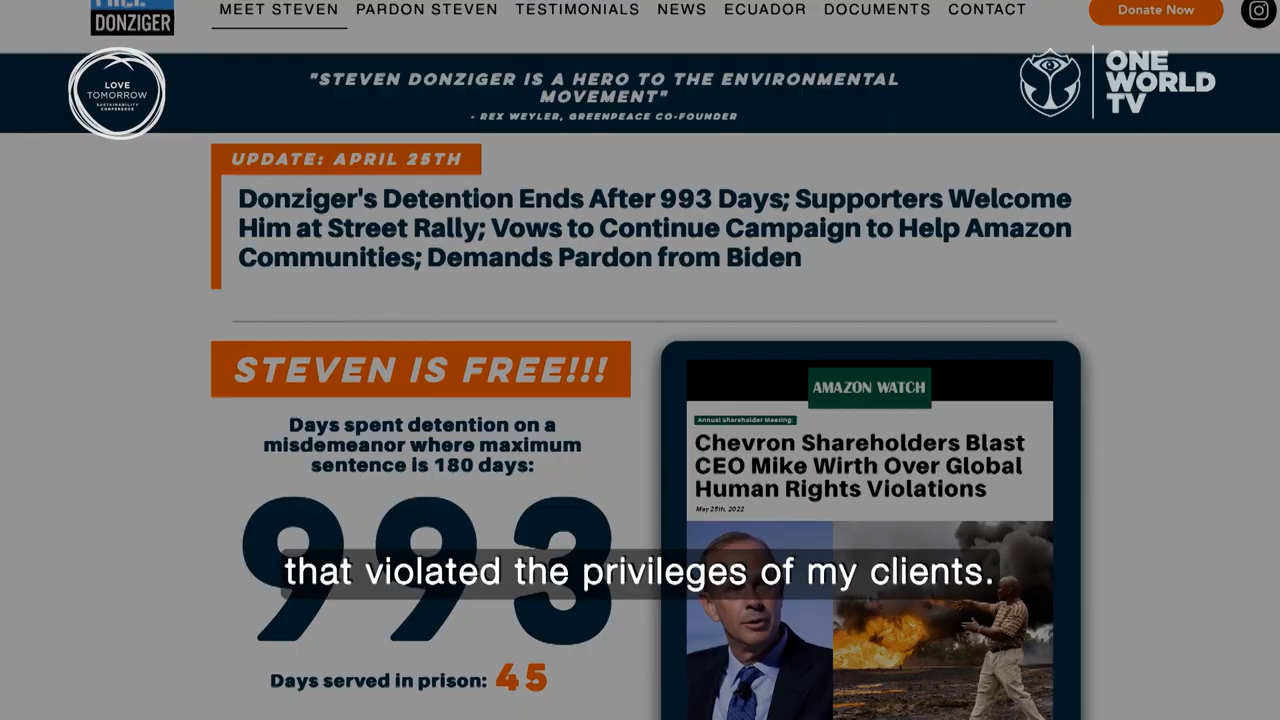 FREE
DONZIGER
MEET STEVEN PARDON STEVEN TESTIMONIALS NEWS ECUADOR DOCUMENTS CONTACT
Donate Now
LOVE
TOMORROW
SUSTAINABILITY
CONFERENCE
"STEVEN DONZIGER IS A HERO TO THE ENVIRONMENTAL
MOVEMENT"
- REX WEYLER, GREENPEACE CO-FOUNDER
ONE
WORLD
TV
UPDATE: APRIL 25TH
Donziger's Detention Ends After 993 Days; Supporters Welcome
Him at Street Rally; Vows to Continue Campaign to Help Amazon
Communities; Demands Pardon from Biden
STEVEN IS FREE!!!
Days spent detention on a
misdemeanor where maximum
sentence is 180 days:
993
Days served in prison: 45
AMAZON WATCH
Annual Shareholder Meeting:
Chevron Shareholders Blast
CEO Mike Wirth Over Global
Human Rights Violations
May 25th, 2022
that violated the privileges of my clients.